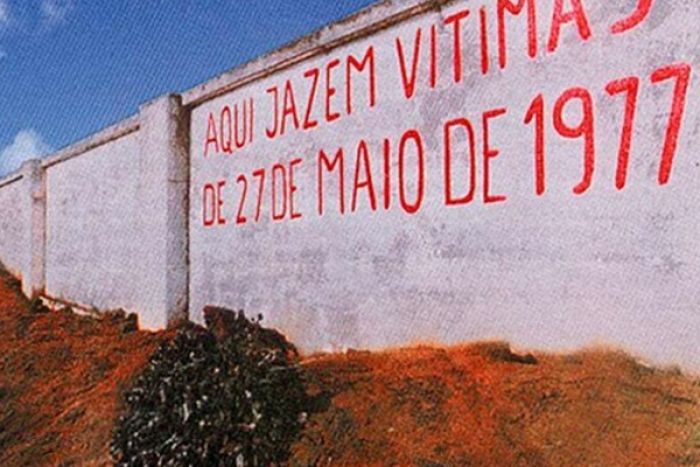 AQUI JAZEM VITIMAS
DE 27 DE MAIO DE 1977